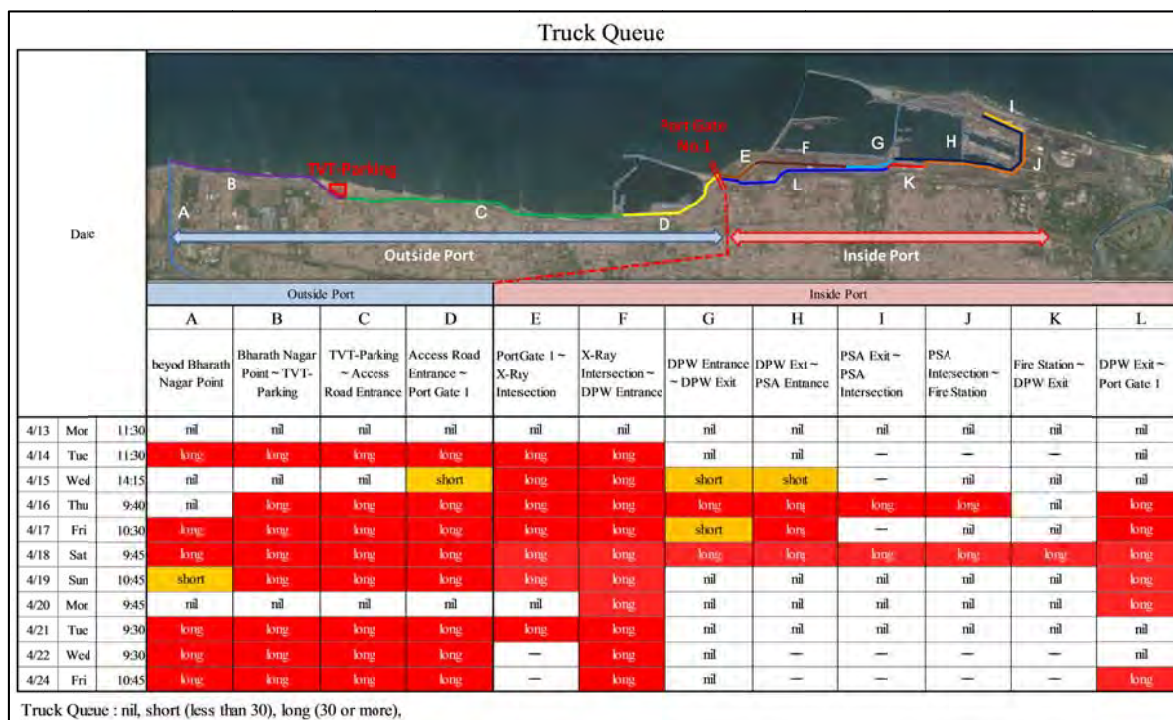 Truck Queue
Date
TVT-Parking
Port Gate No.1
A
B
C
D
E
F
G
H
I
J
K
L
Outside Port
Inside Port
Outside Port Inside Port
A B C D E F G H I J K L
beyod Bharath Nagar Point
Bharath Nagar Point ~ TVT-Parking
TVT-Parking ~ Access Road Entrance
Access Road Entrance ~ Port Gate 1
PortGate 1 ~ X-Ray Intesection
X-Ray Intersection ~ DPW Entrance
DPW Entrance ~ DPW Exit
DPW Ext ~ PSA Entrance
PSA Exit ~ PSA Intersection
PSA Intersection ~ Fire Station
Fire Station ~ DPW Exit
DPW Exit ~ Port Gate 1
4/13 Mon 11:30 nil nil nil nil nil nil nil nil nil nil nil nil
4/14 Tue 11:30 long long long long long long nil nil — — — nil
4/15 Wed 14:15 nil nil nil short long long short short — nil nil nil
4/16 Thu 9:40 nil long long long long long long long long long nil long
4/17 Fri 10:30 long long long long long long short long — nil nil long
4/18 Sat 9:45 long long long long long long long long long long long long
4/19 Sun 10:45 short long long long long long nil nil nil nil nil long
4/20 Mon 9:45 nil nil nil nil nil long nil nil nil nil nil long
4/21 Tue 9:30 long long long long long long nil nil nil nil nil nil
4/22 Wed 9:30 long long long long — long nil — — — — nil
4/24 Fri 10:45 long long long long — long nil — — — — long
Truck Queue : nil, short (less than 30), long (30 or more),